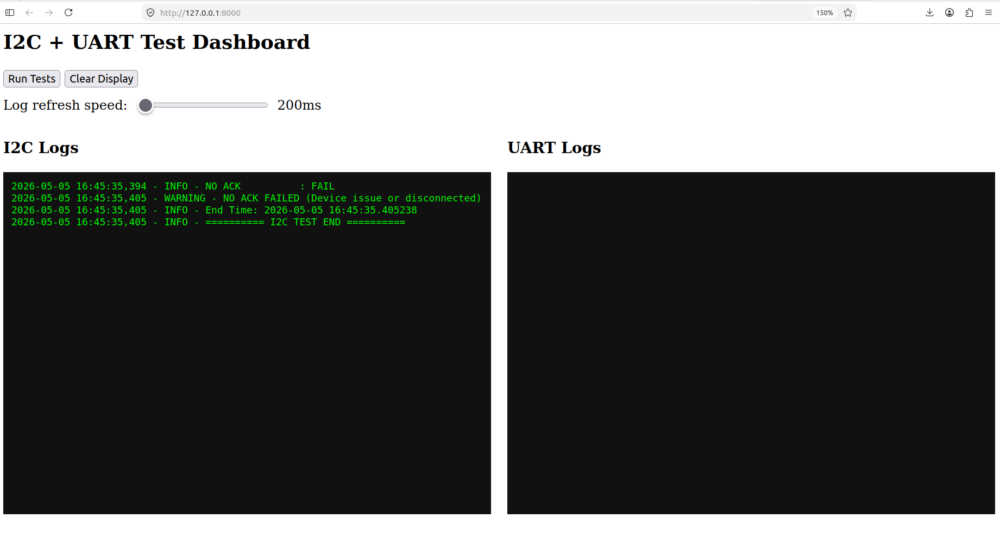 http://127.0.0.1:8000
150%
I2C + UART Test Dashboard
Run Tests Clear Display
Log refresh speed: 200ms
I2C Logs
2026-05-05 16:45:35,394 - INFO - NO ACK          : FAIL
2026-05-05 16:45:35,405 - WARNING - NO ACK FAILED (Device issue or disconnected)
2026-05-05 16:45:35,405 - INFO - End Time: 2026-05-05 16:45:35.405238
2026-05-05 16:45:35,405 - INFO - ========== I2C TEST END ==========
UART Logs